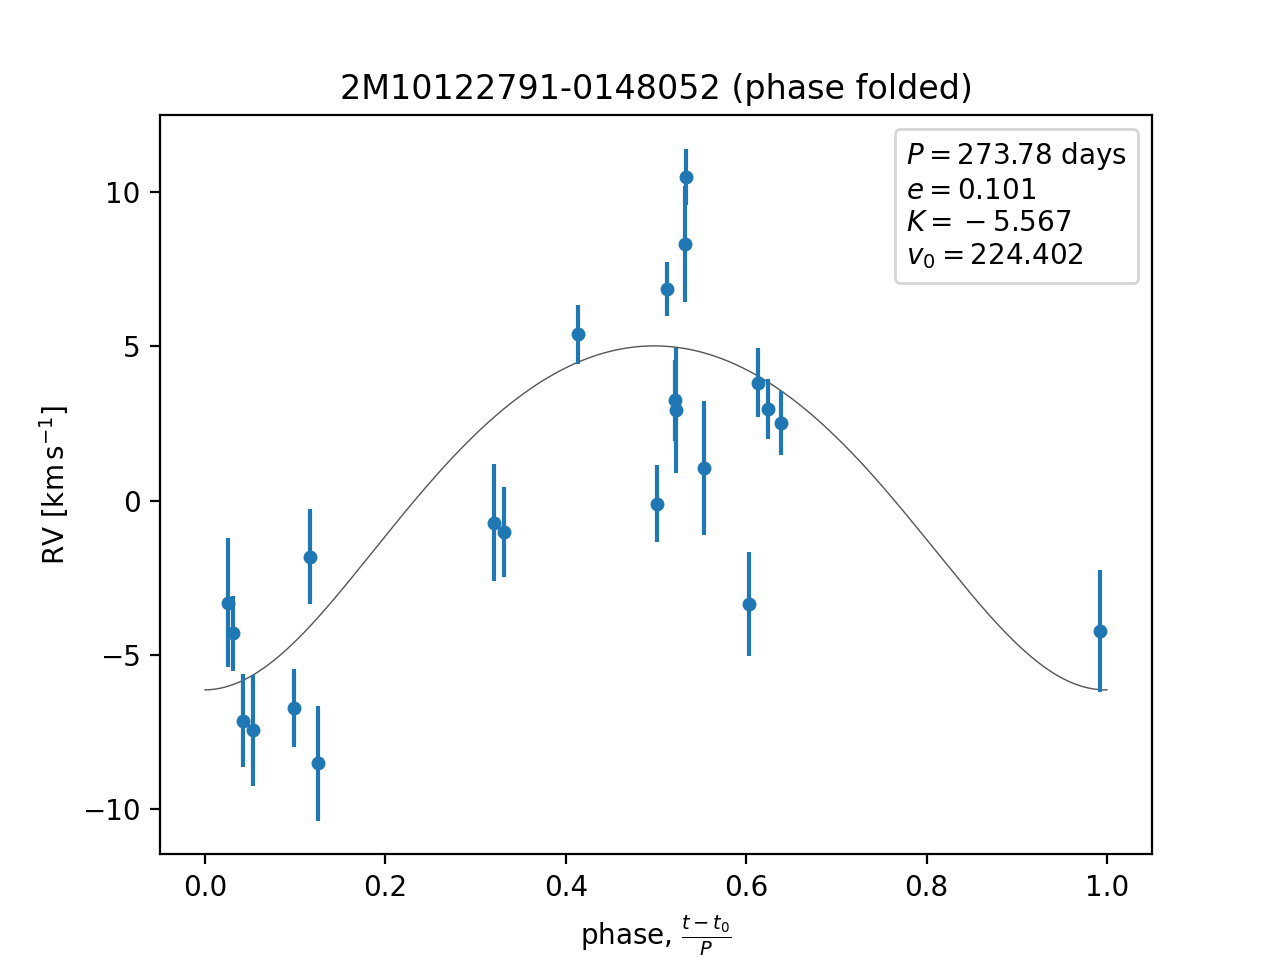 2M10122791-0148052 (phase folded)
P = 273.78 days
e = 0.101
K = −5.567
v₀ = 224.402
RV [km s⁻¹]
10
5
0
−5
−10
0.0 0.2 0.4 0.6 0.8 1.0
phase, (t − t₀)/P